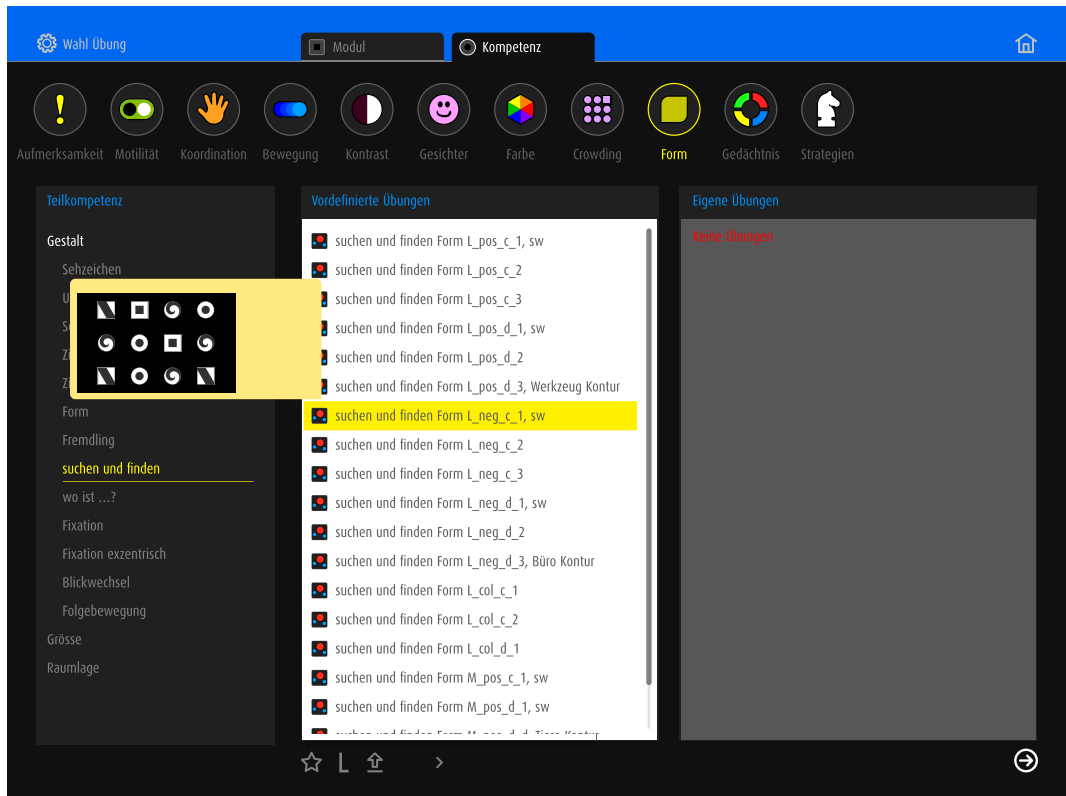 Wahl Übung
Modul
Kompetenz
Aufmerksamkeit Motilität Koordination Bewegung Kontrast Gesichter Farbe Crowding Form Gedächtnis Strategien
Teilkompetenz
Gestalt
Sehzeichen
Form
Fremdling
suchen und finden
wo ist ...?
Fixation
Fixation exzentrisch
Blickwechsel
Folgebewegung
Grösse
Raumlage
Vordefinierte Übungen
suchen und finden Form L_pos_c_1, sw
suchen und finden Form L_pos_c_2
suchen und finden Form L_pos_c_3
suchen und finden Form L_pos_d_1, sw
suchen und finden Form L_pos_d_2
suchen und finden Form L_pos_d_3, Werkzeug Kontur
suchen und finden Form L_neg_c_1, sw
suchen und finden Form L_neg_c_2
suchen und finden Form L_neg_c_3
suchen und finden Form L_neg_d_1, sw
suchen und finden Form L_neg_d_2
suchen und finden Form L_neg_d_3, Büro Kontur
suchen und finden Form L_col_c_1
suchen und finden Form L_col_c_2
suchen und finden Form L_col_d_1
suchen und finden Form M_pos_c_1, sw
suchen und finden Form M_pos_d_1, sw
L
Eigene Übungen
Keine Übungen